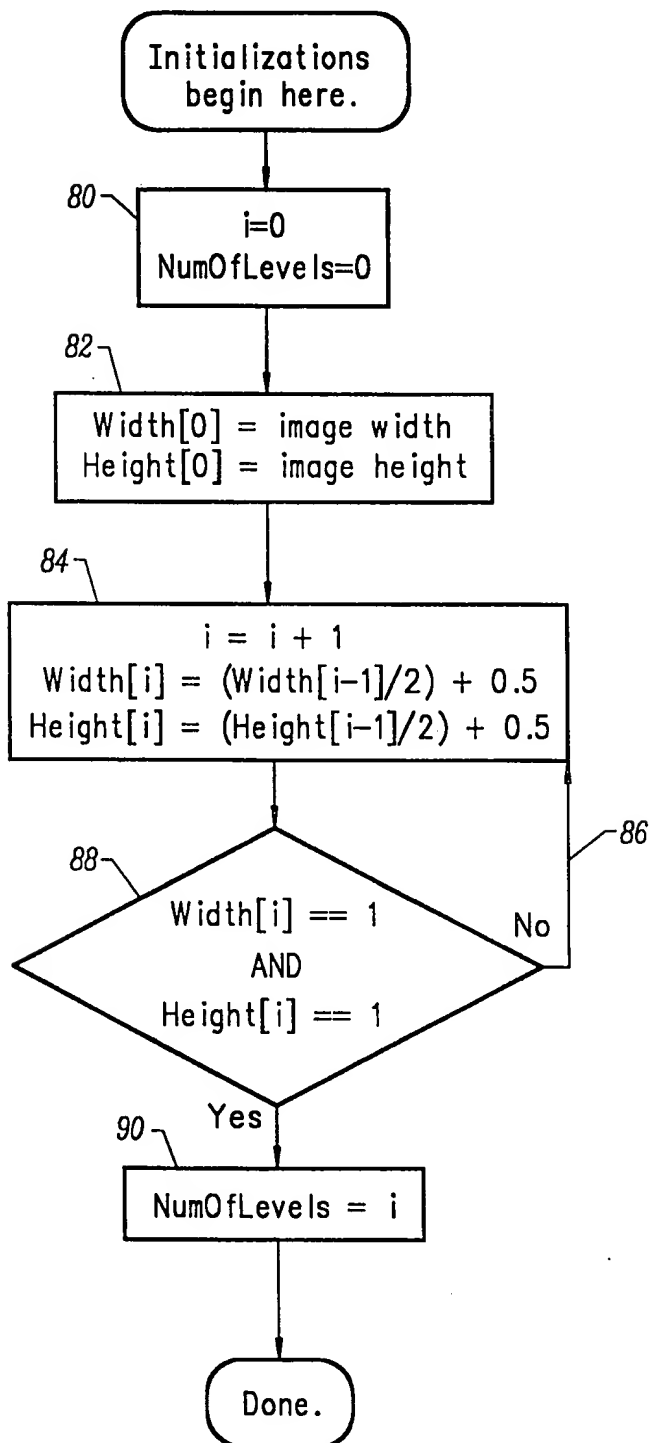 Initializations
begin here.
80
i=0
NumOfLevels=0
82
Width[0] = image width
Height[0] = image height
84
i = i + 1
Width[i] = (Width[i-1]/2) + 0.5
Height[i] = (Height[i-1]/2) + 0.5
86
88
Width[i] == 1
No
AND
Height[i] == 1
Yes
90
NumOfLevels = i
Done.